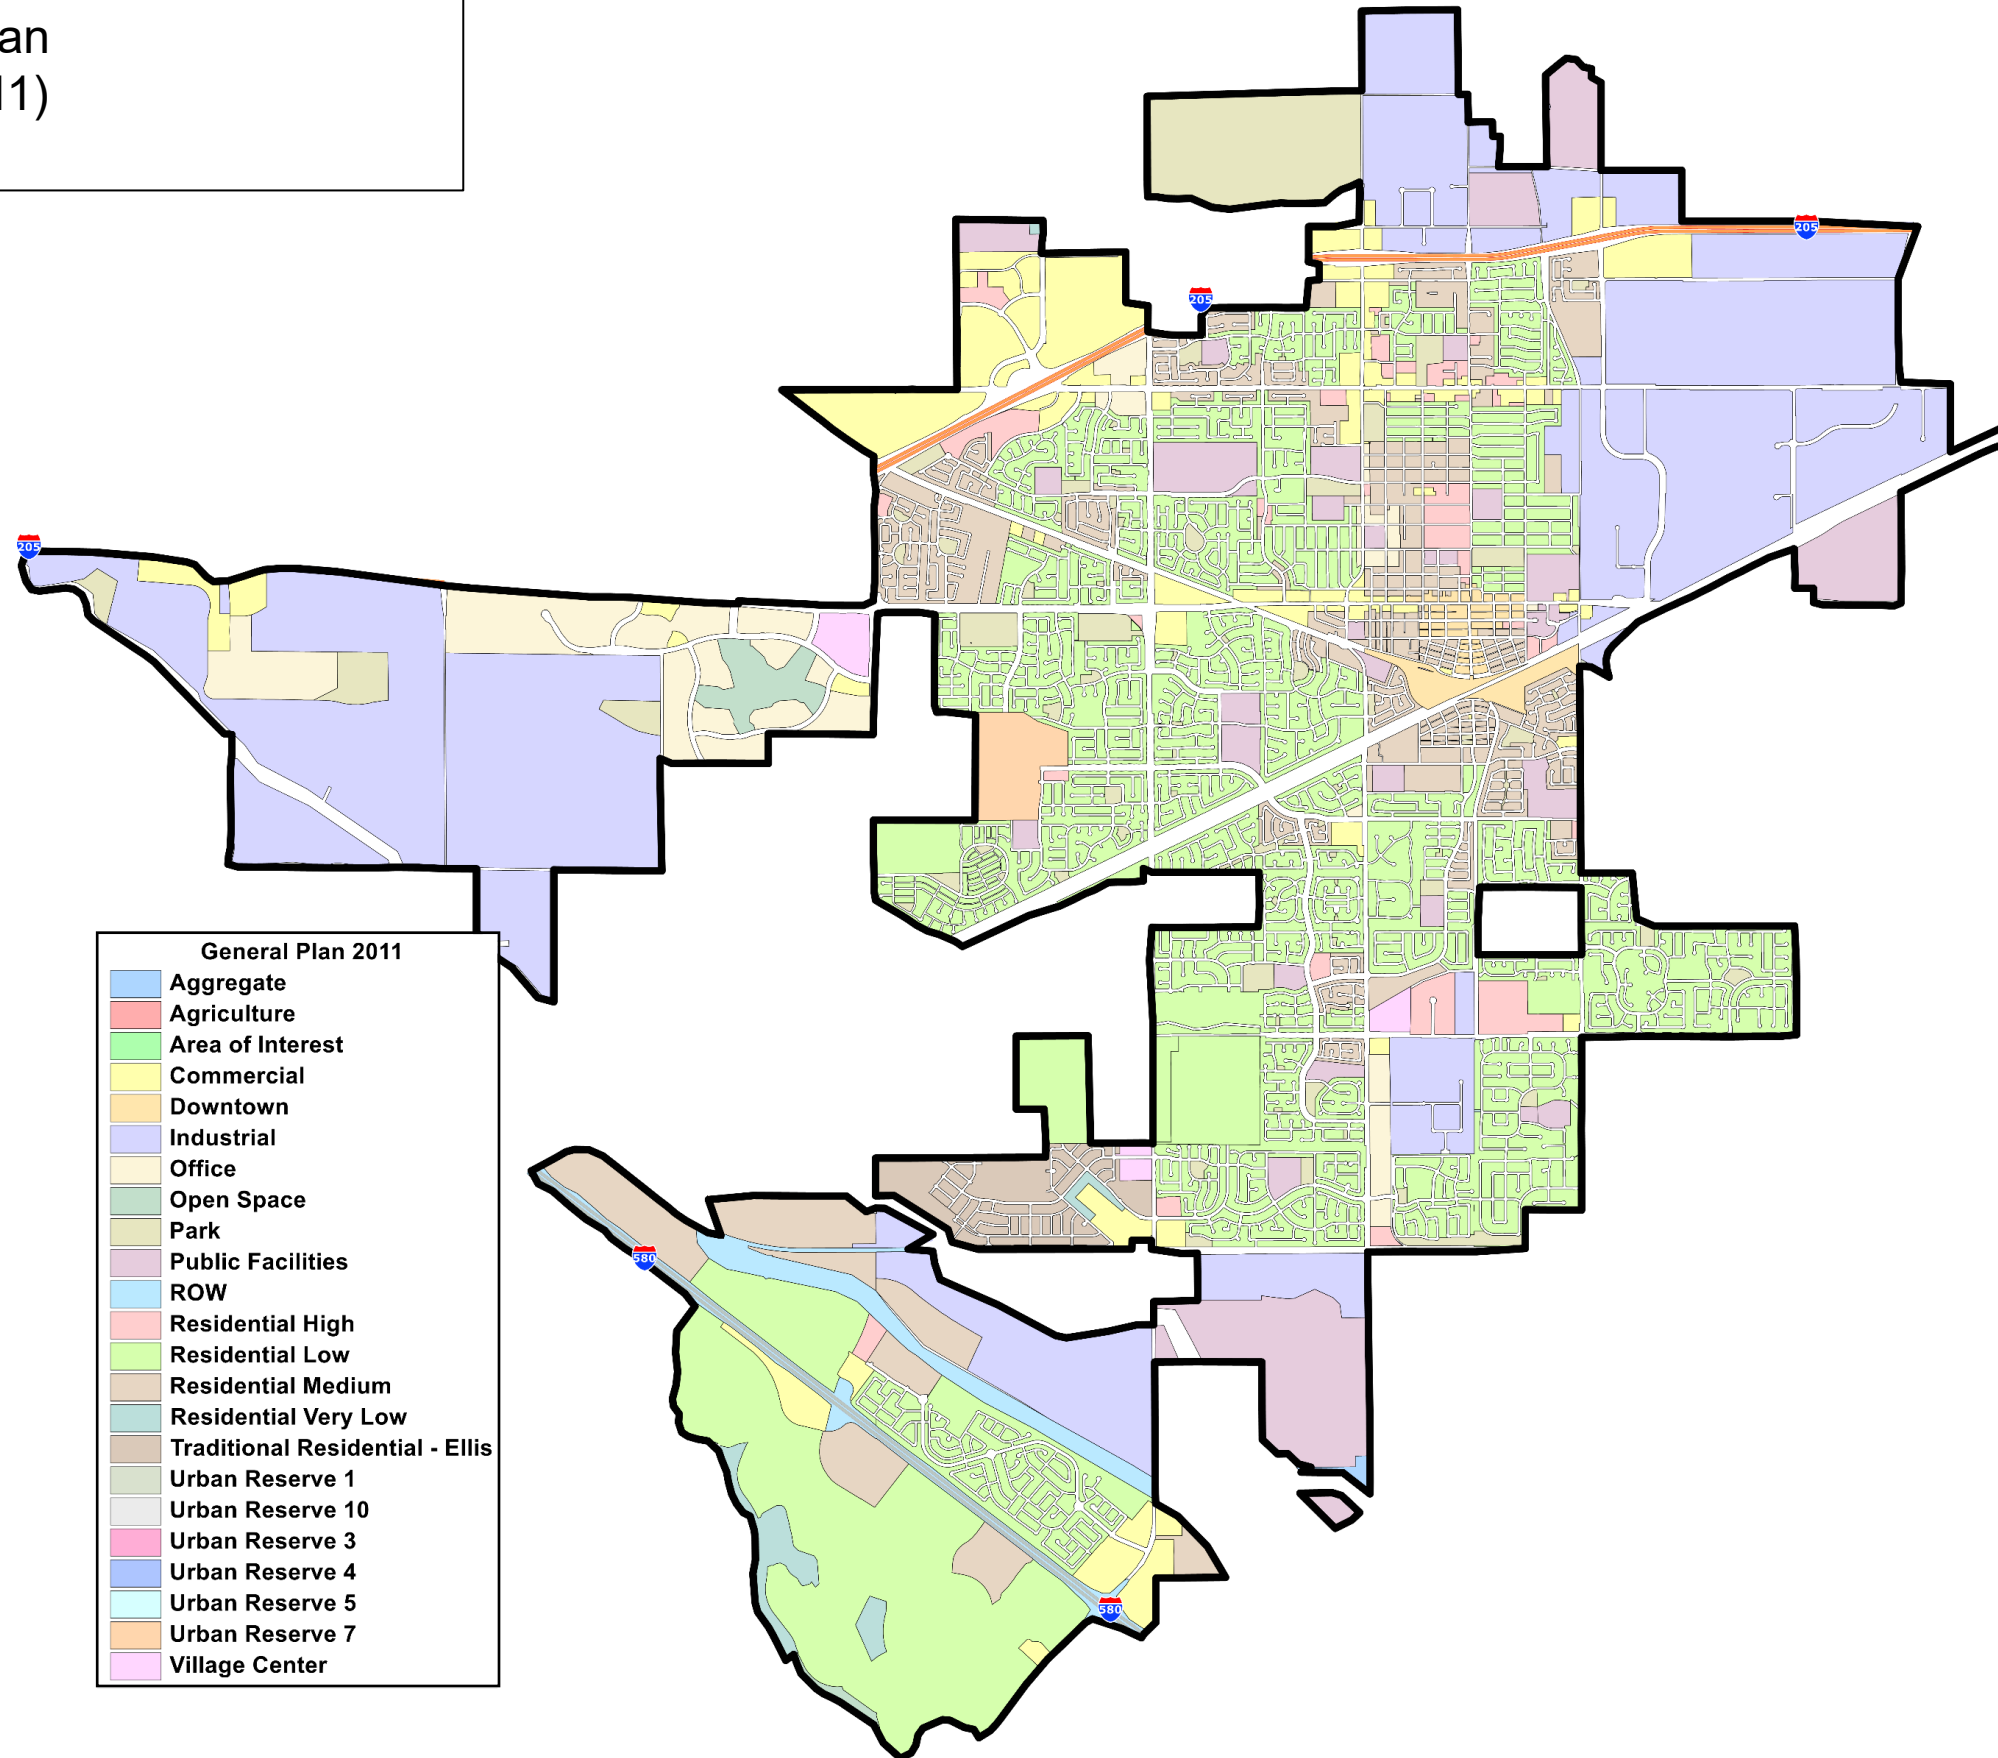 an
11)
205
205
205
580
580
General Plan 2011
Aggregate
Agriculture
Area of Interest
Commercial
Downtown
Industrial
Office
Open Space
Park
Public Facilities
ROW
Residential High
Residential Low
Residential Medium
Residential Very Low
Traditional Residential - Ellis
Urban Reserve 1
Urban Reserve 10
Urban Reserve 3
Urban Reserve 4
Urban Reserve 5
Urban Reserve 7
Village Center